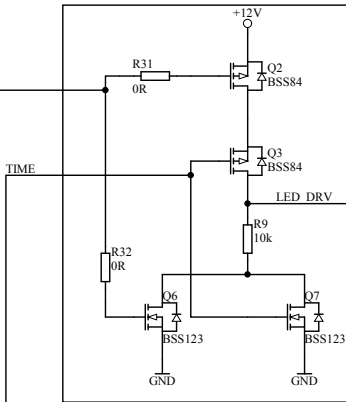 +12V
R31
0R
Q2
BSS84
Q3
BSS84
TIME
LED_DRV
R9
10k
R32
0R
Q6
Q7
BSS123
BSS123
GND
GND